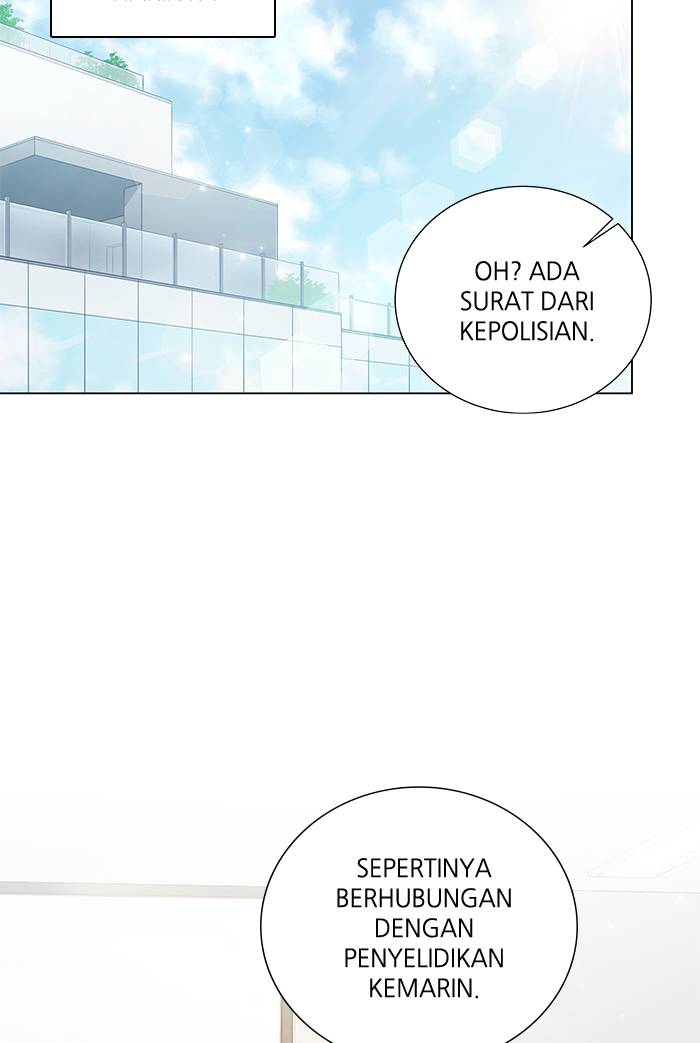 OH? ADA
SURAT DARI
KEPOLISIAN.
SEPERTINYA
BERHUBUNGAN
DENGAN
PENYELIDIKAN
KEMARIN.